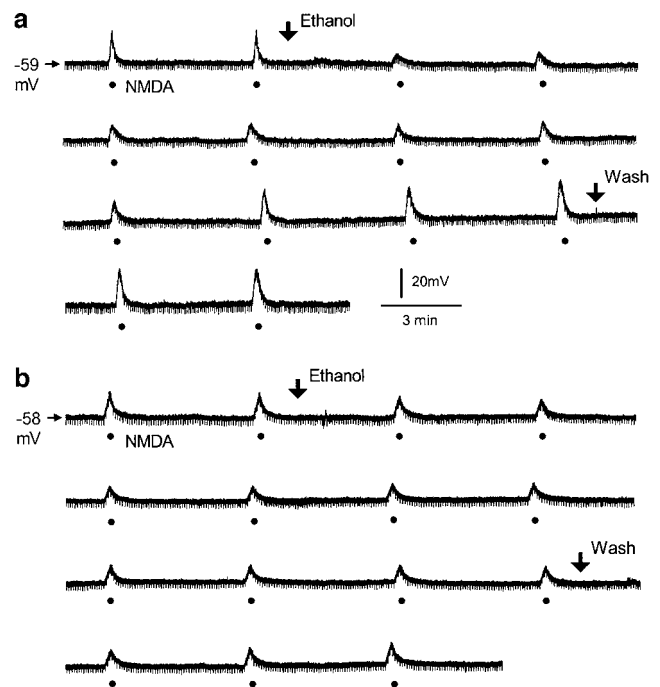 a
Ethanol
-59
mV
NMDA
Wash
20mV
3 min
b
Ethanol
-58
mV
NMDA
Wash